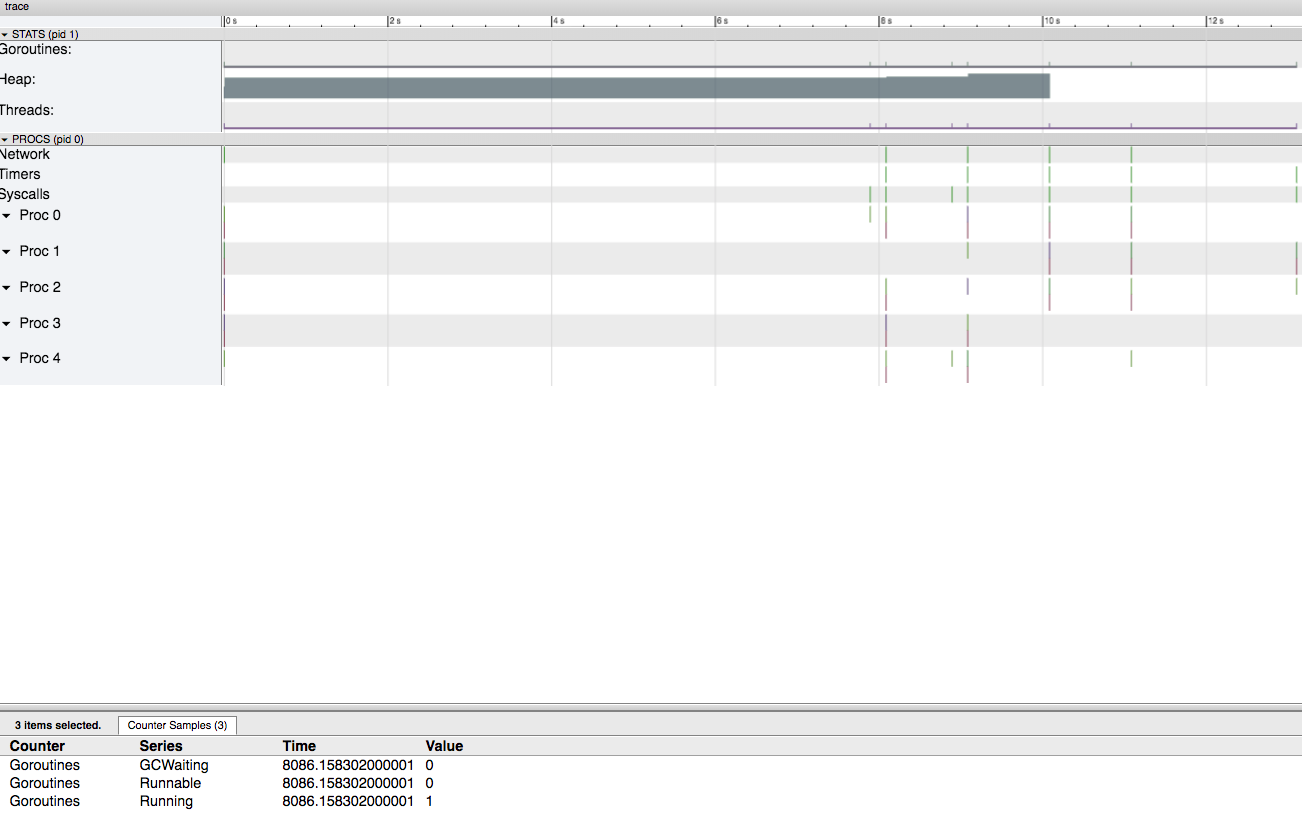 trace
0 s 2 s 4 s 6 s 8 s 10 s 12 s
STATS (pid 1)
Goroutines:
Heap:
Threads:
PROCS (pid 0)
Network
Timers
Syscalls
Proc 0
Proc 1
Proc 2
Proc 3
Proc 4
3 items selected. Counter Samples (3)
Counter Series Time Value
Goroutines GCWaiting 8086.158302000001 0
Goroutines Runnable 8086.158302000001 0
Goroutines Running 8086.158302000001 1